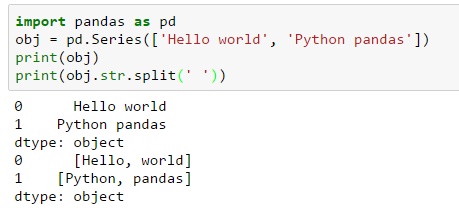 import pandas as pd
obj = pd.Series(['Hello world', 'Python pandas'])
print(obj)
print(obj.str.split(' '))
0      Hello world
1    Python pandas
dtype: object
0      [Hello, world]
1    [Python, pandas]
dtype: object